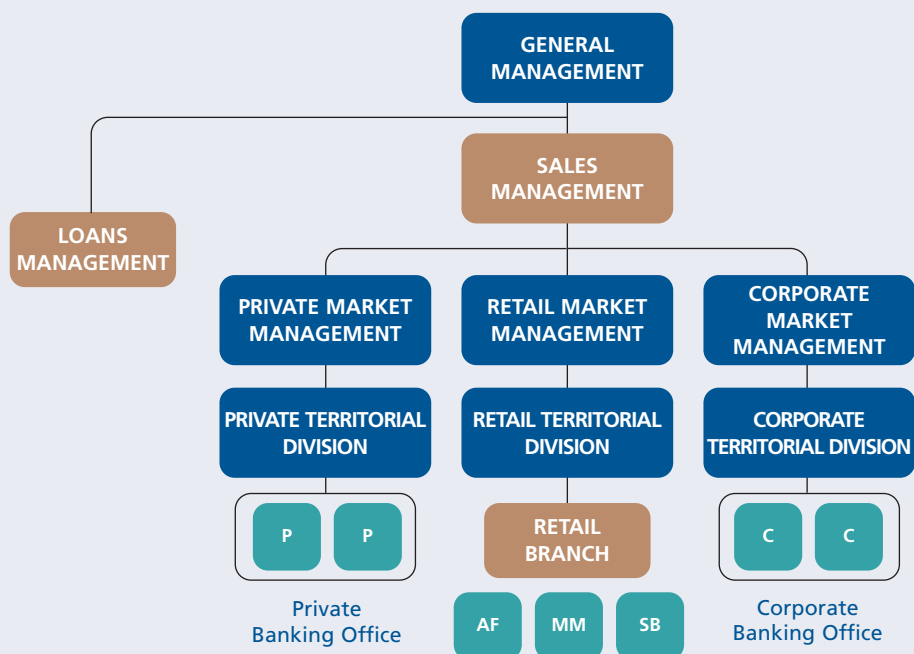 GENERAL
MANAGEMENT
SALES
MANAGEMENT
LOANS
MANAGEMENT
PRIVATE MARKET
MANAGEMENT
RETAIL MARKET
MANAGEMENT
CORPORATE
MARKET
MANAGEMENT
PRIVATE TERRITORIAL
DIVISION
RETAIL TERRITORIAL
DIVISION
CORPORATE
TERRITORIAL DIVISION
P
P
RETAIL
BRANCH
C
C
Private
Banking Office
AF
MM
SB
Corporate
Banking Office